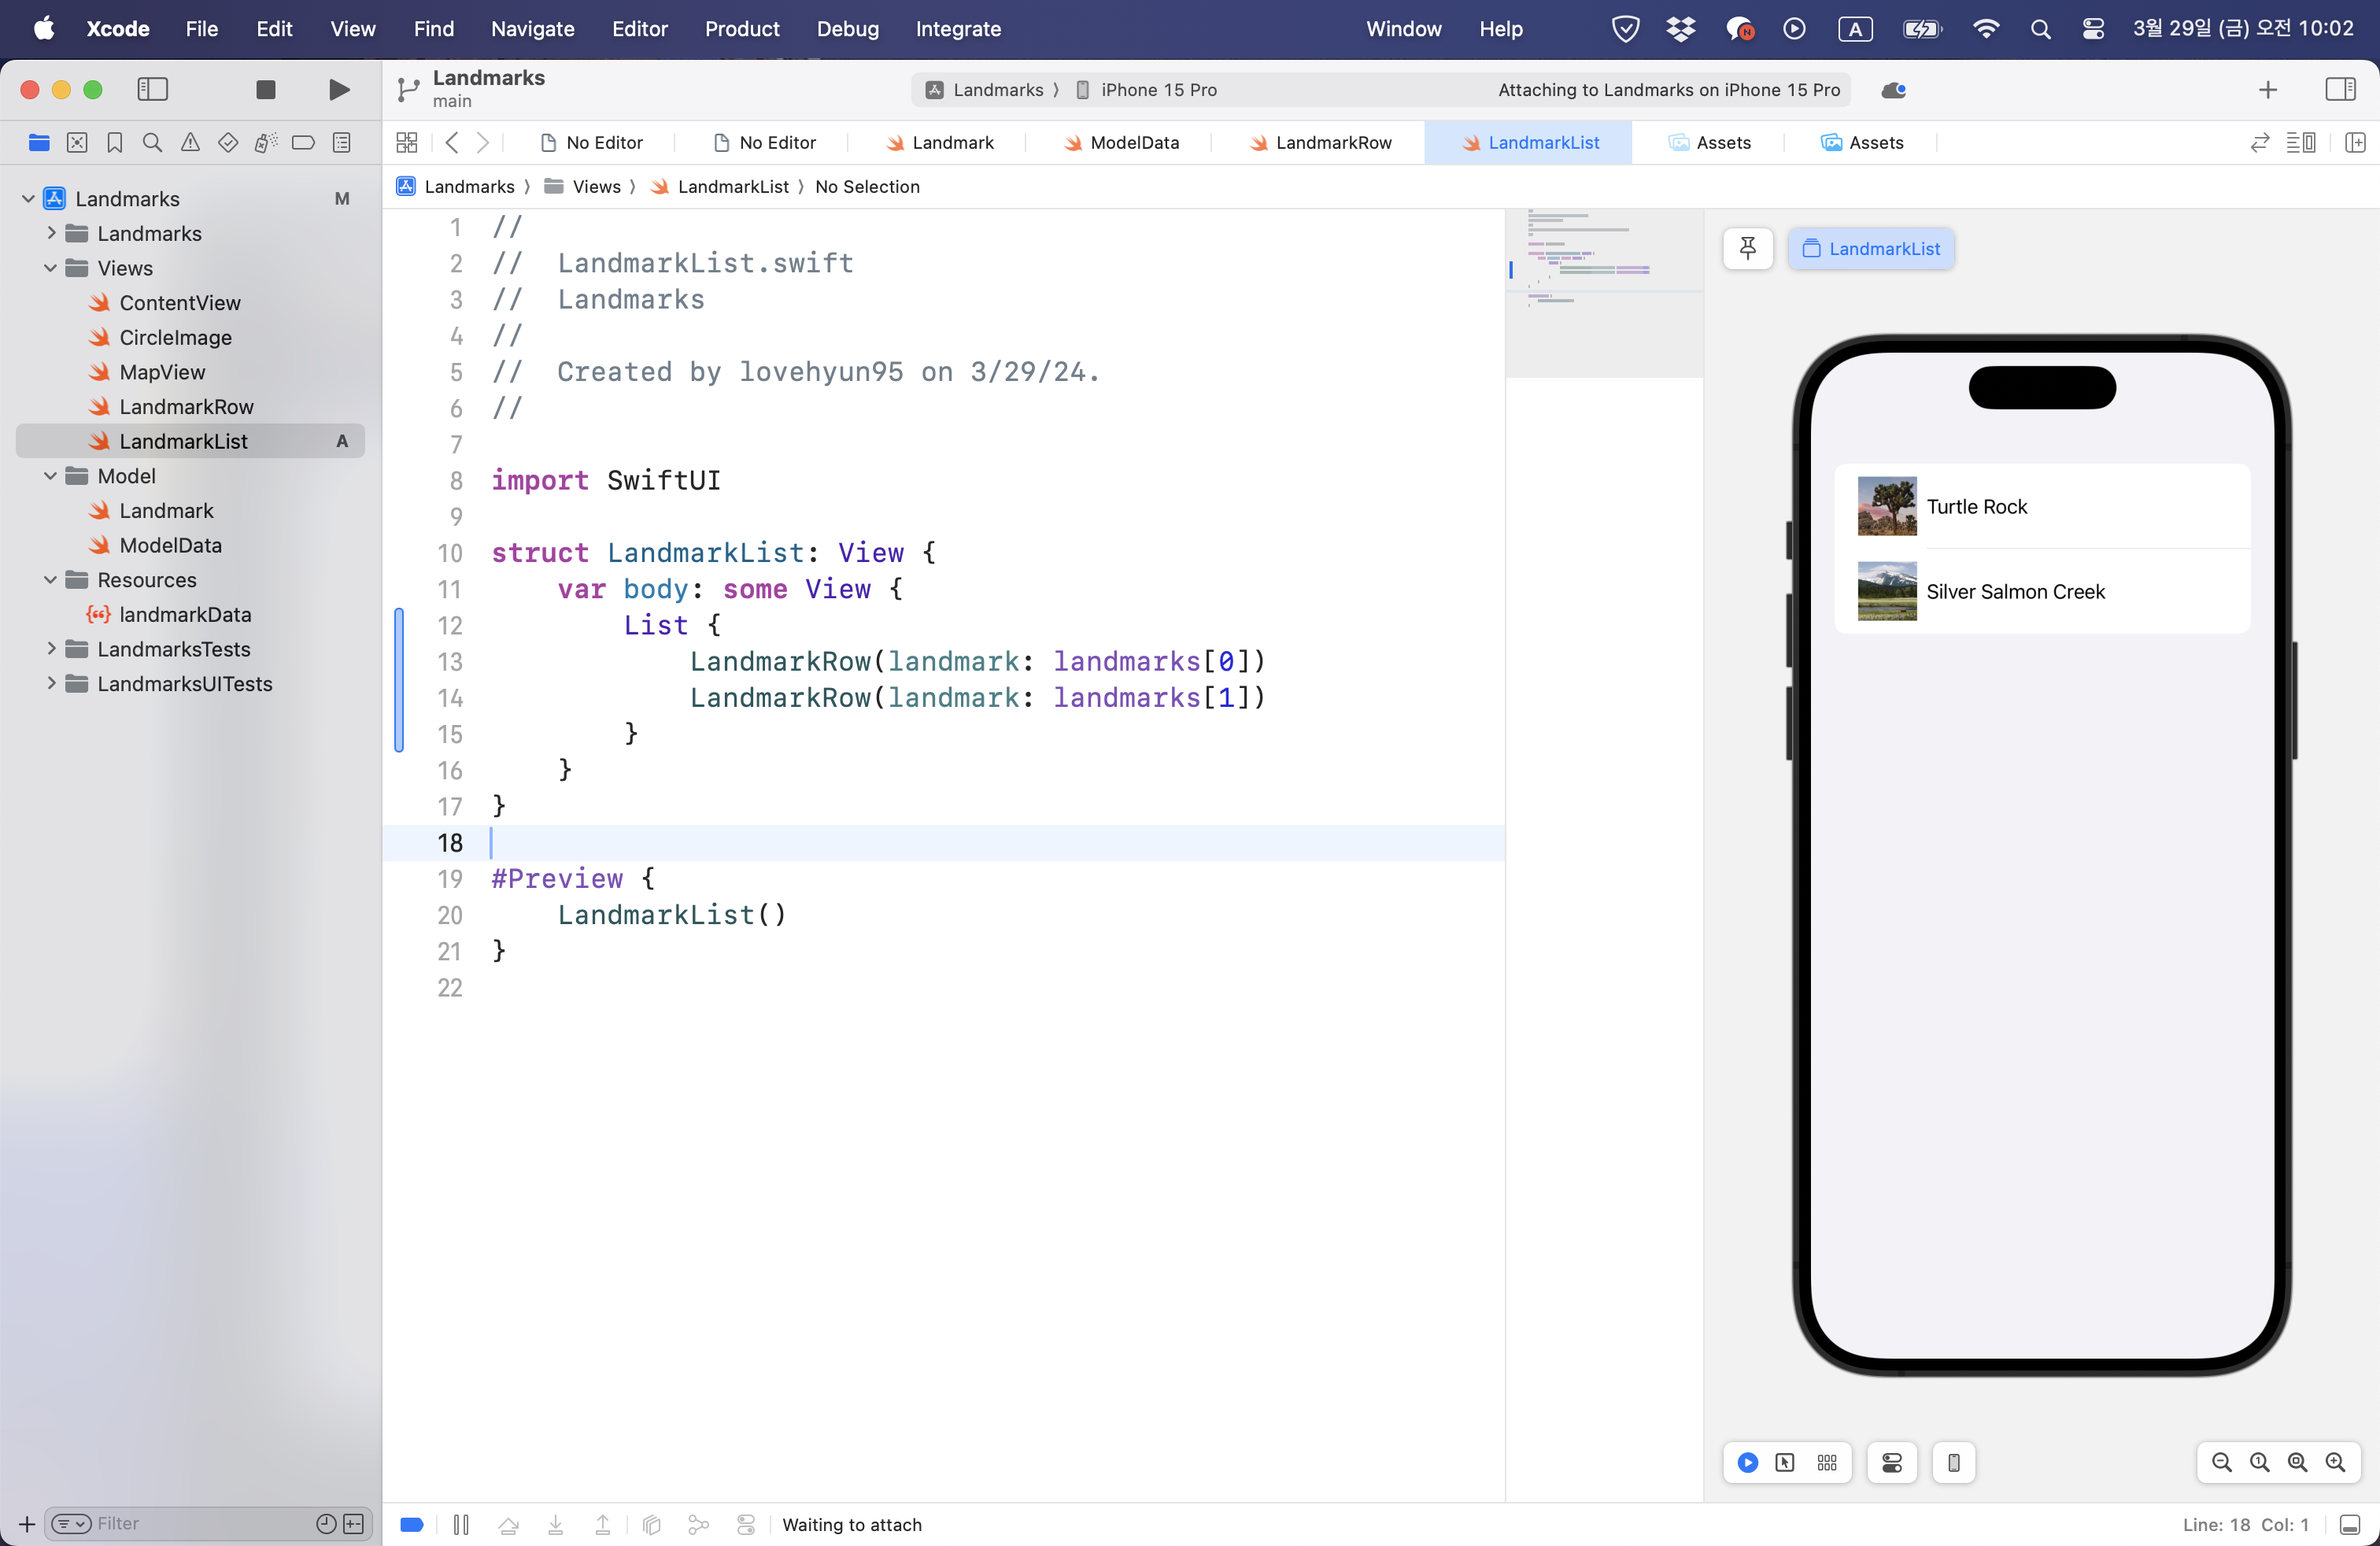 Xcode File Edit View Find Navigate Editor Product Debug Integrate Window Help N A 3월 29일 (금) 오전 10:02
Landmarks
main
Landmarks 〉 iPhone 15 Pro Attaching to Landmarks on iPhone 15 Pro
No Editor No Editor Landmark ModelData LandmarkRow LandmarkList Assets Assets
Landmarks 〉 Views 〉 LandmarkList 〉 No Selection
Landmarks M
Landmarks
Views
ContentView
CircleImage
MapView
LandmarkRow
LandmarkList A
Model
Landmark
ModelData
Resources
landmarkData
LandmarksTests
LandmarksUITests
Filter
1 //
2 //  LandmarkList.swift
3 //  Landmarks
4 //
5 //  Created by lovehyun95 on 3/29/24.
6 //
7
8 import SwiftUI
9
10 struct LandmarkList: View {
11     var body: some View {
12         List {
13             LandmarkRow(landmark: landmarks[0])
14             LandmarkRow(landmark: landmarks[1])
15         }
16     }
17 }
18
19 #Preview {
20     LandmarkList()
21 }
22
LandmarkList
Turtle Rock
Silver Salmon Creek
Waiting to attach
Line: 18 Col: 1